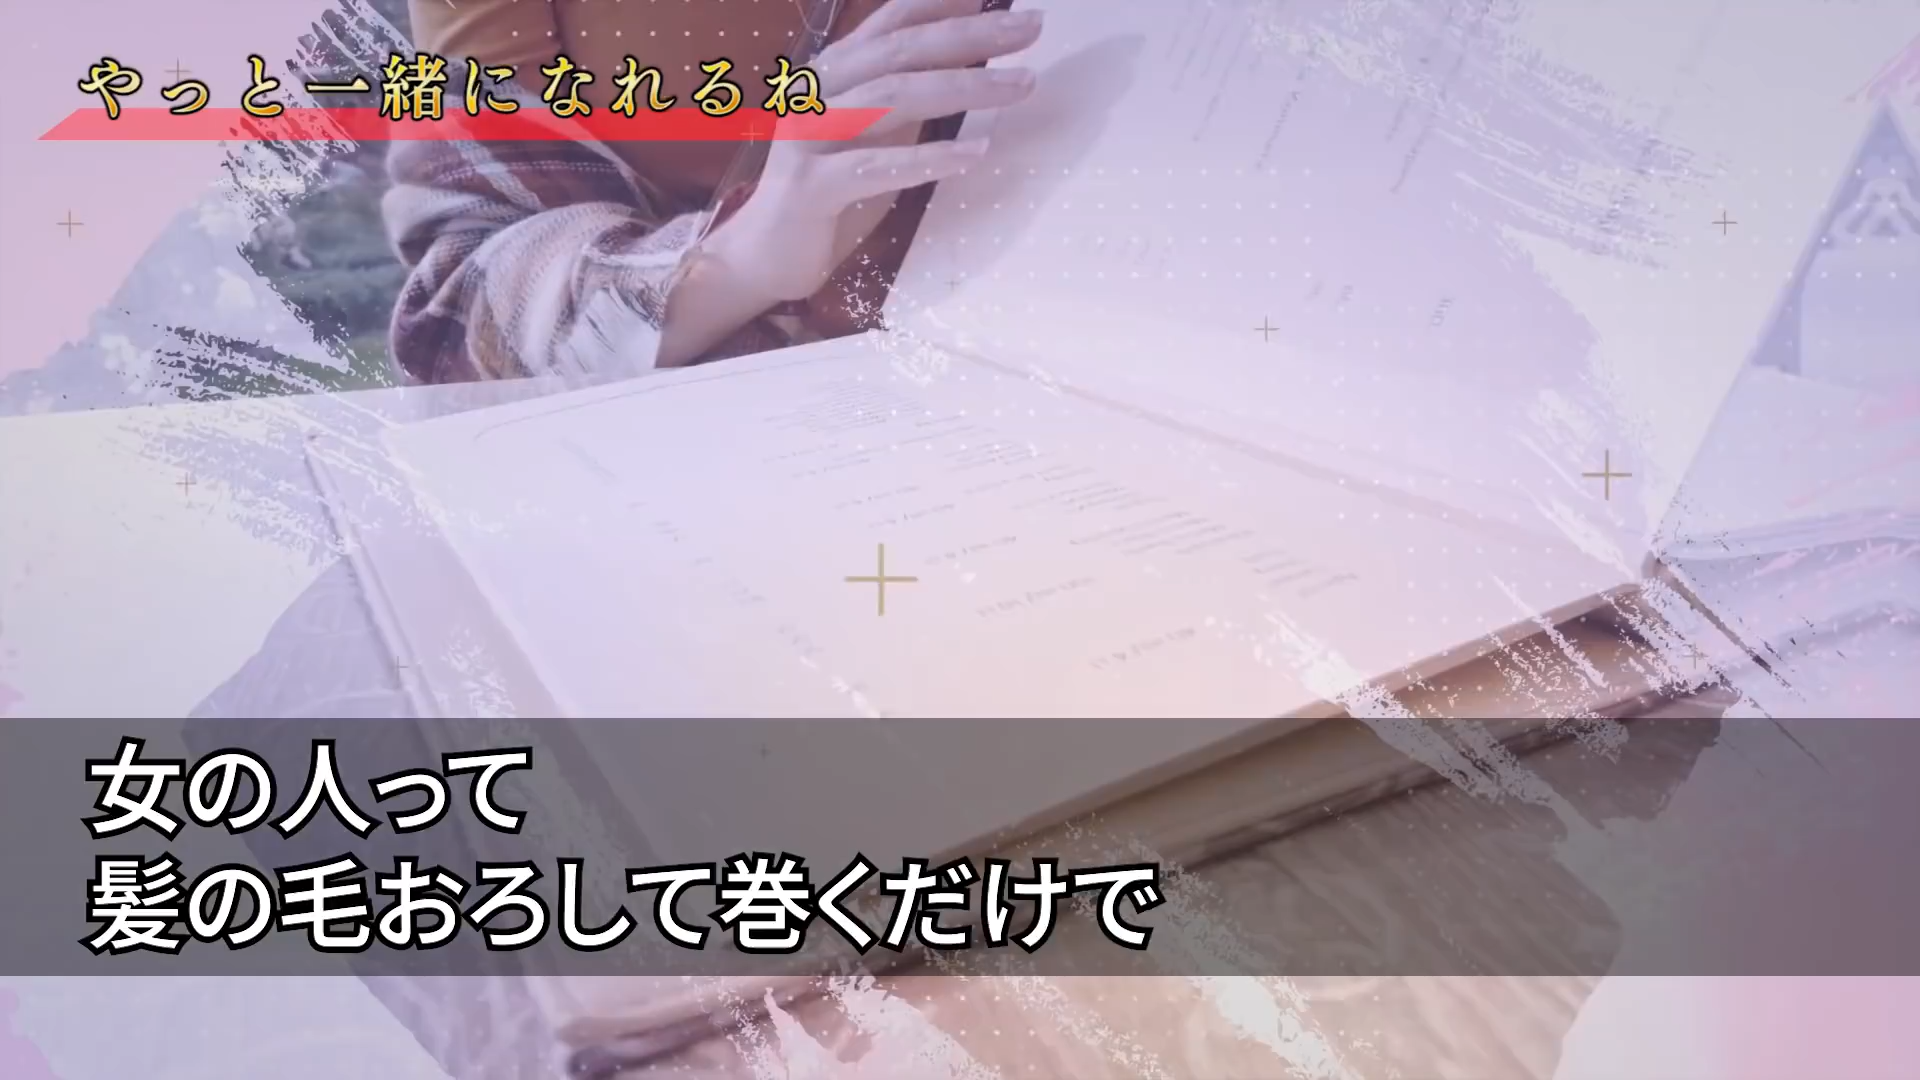 やっと一緒になれるね
女の人って
髪の毛おろして巻くだけで